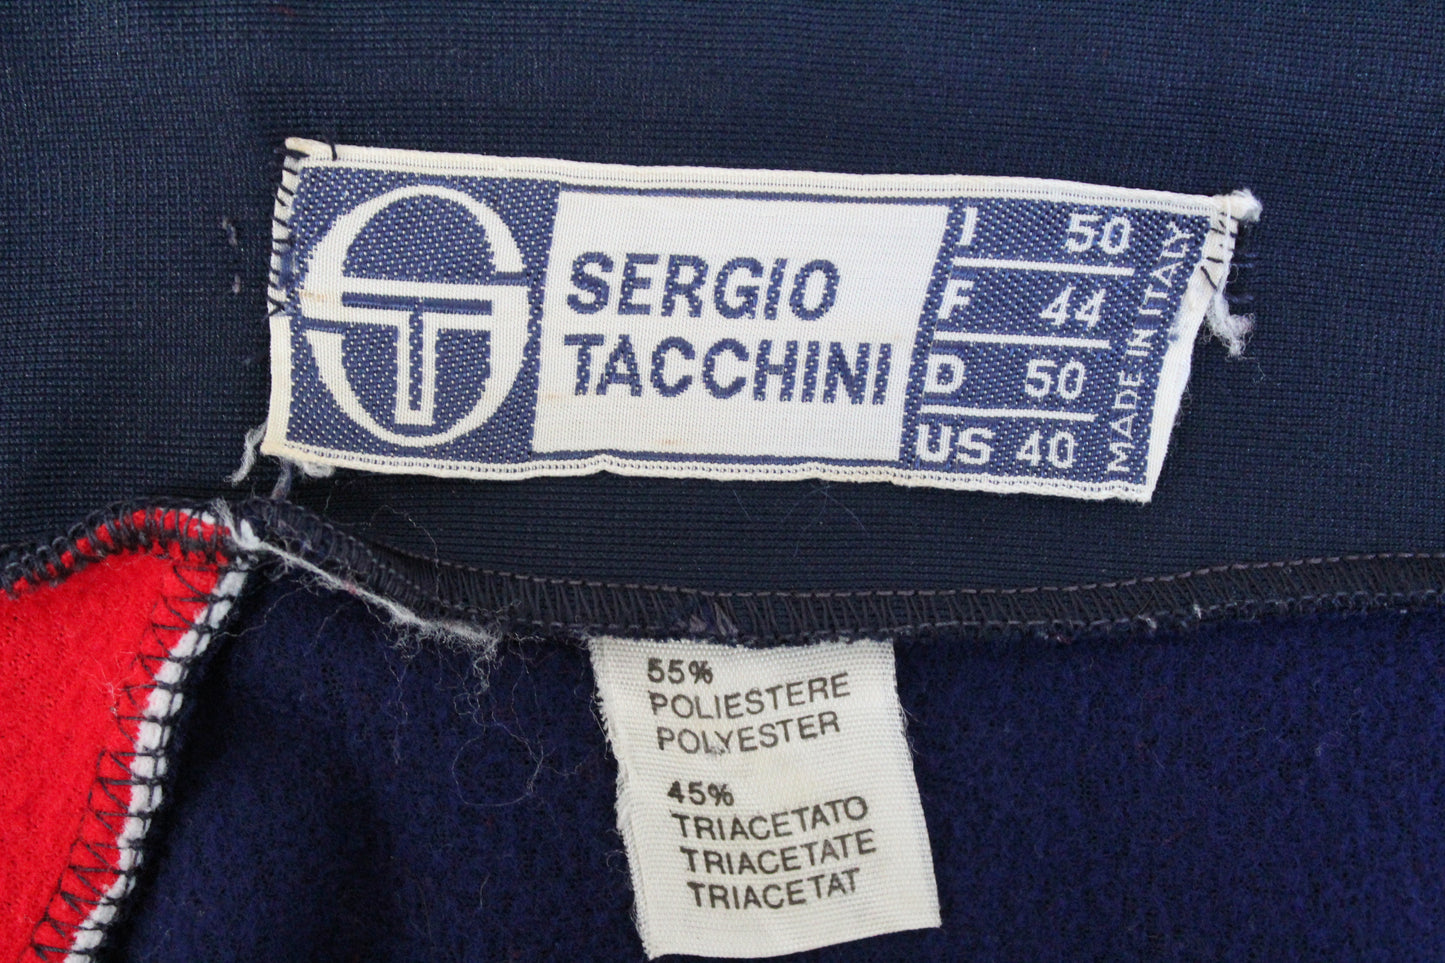 SERGIO
TACCHINI
I 50
F 44
D 50
US 40
MADE IN ITALY
55%
POLIESTERE
POLYESTER
45%
TRIACETATO
TRIACETATE
TRIACETAT